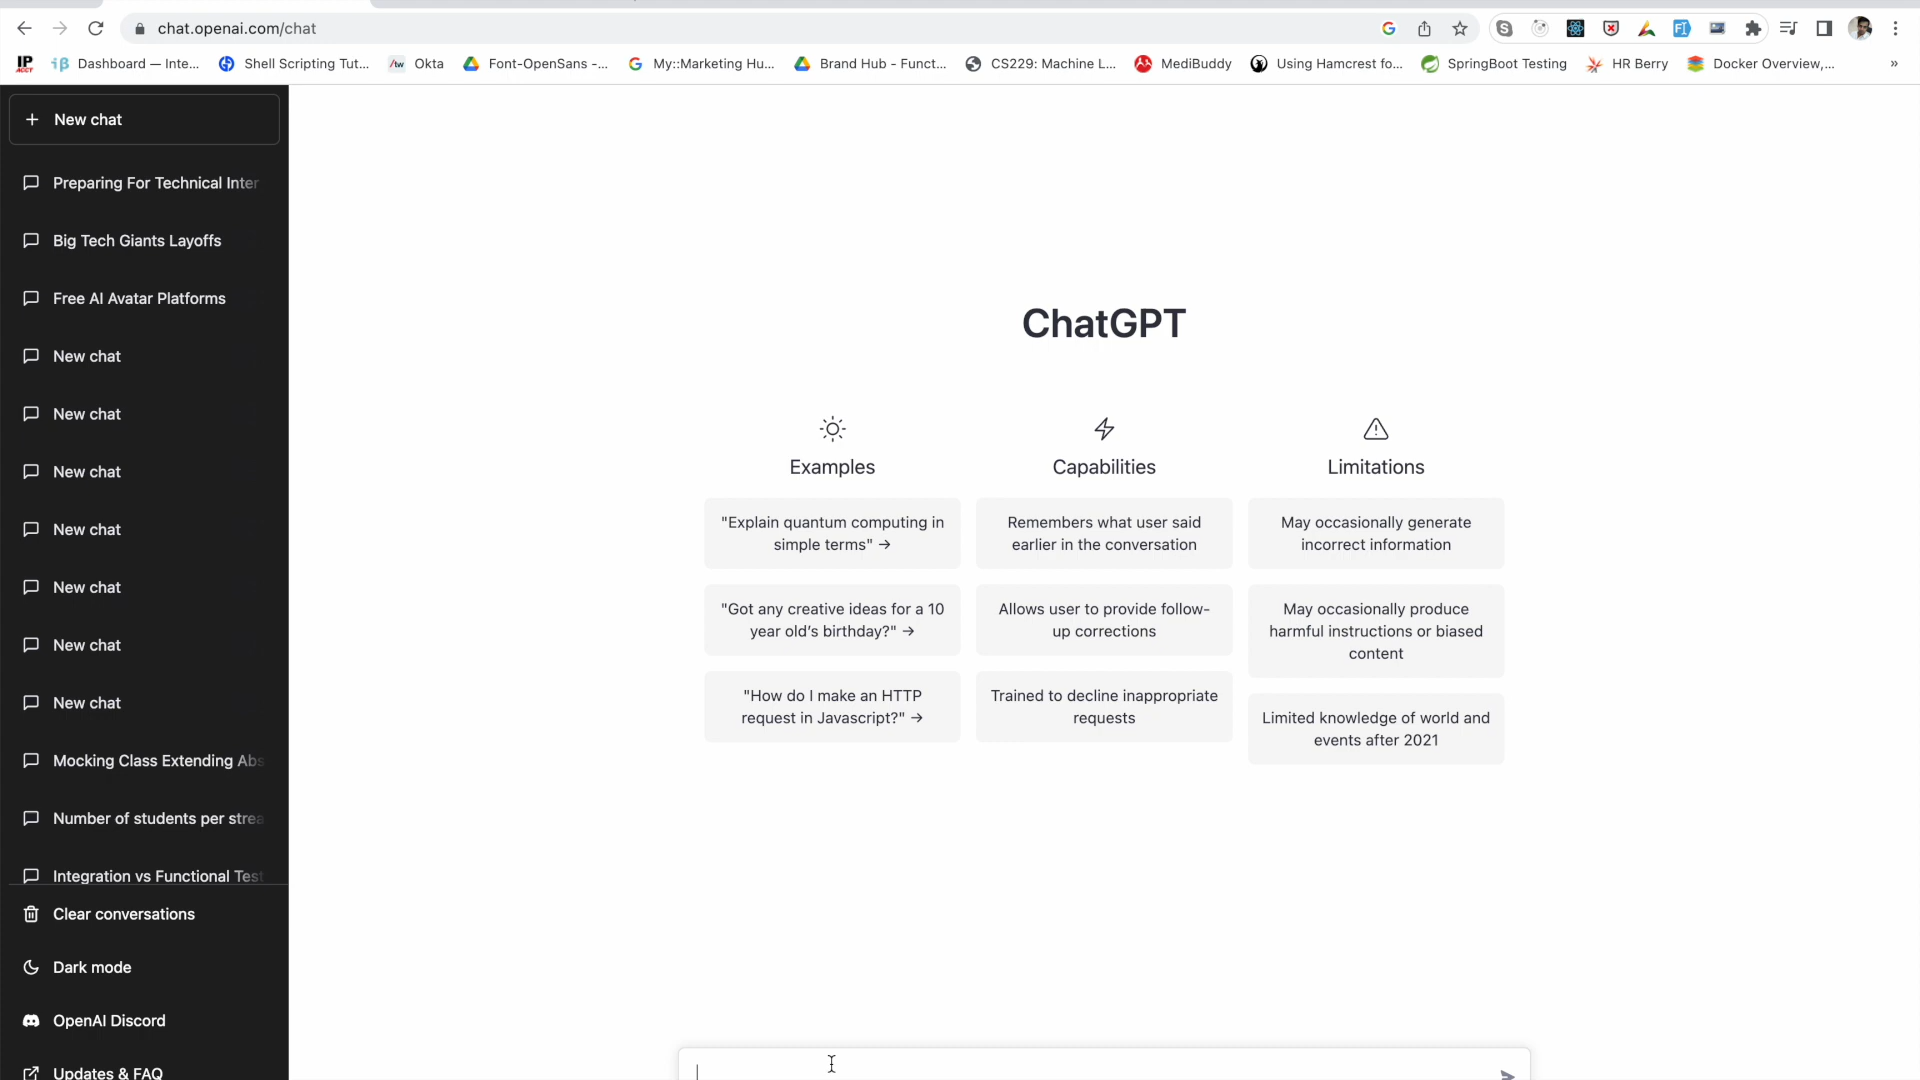 chat.openai.com/chat
IP
ACCT
Dashboard — Inte...
Shell Scripting Tut...
/tw
Okta
Font-OpenSans -...
My::Marketing Hu...
Brand Hub - Funct...
CS229: Machine L...
MediBuddy
Using Hamcrest fo...
SpringBoot Testing
HR Berry
Docker Overview,...
»
New chat
Preparing For Technical Inter
Big Tech Giants Layoffs
Free AI Avatar Platforms
New chat
New chat
New chat
New chat
New chat
New chat
New chat
Mocking Class Extending Abs
Number of students per strea
Integration vs Functional Test
Clear conversations
Dark mode
OpenAI Discord
Updates & FAQ
ChatGPT
Examples
"Explain quantum computing in
simple terms" →
"Got any creative ideas for a 10
year old's birthday?" →
"How do I make an HTTP
request in Javascript?" →
Capabilities
Remembers what user said
earlier in the conversation
Allows user to provide follow-
up corrections
Trained to decline inappropriate
requests
Limitations
May occasionally generate
incorrect information
May occasionally produce
harmful instructions or biased
content
Limited knowledge of world and
events after 2021